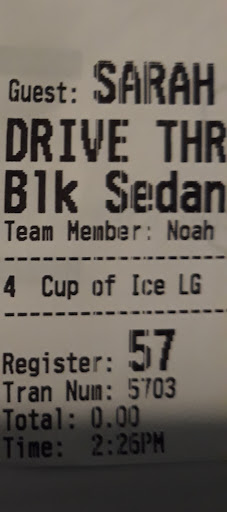 Guest: SARAH
DRIVE THR
Blk Sedan
Team Member: Noah
4 Cup of Ice LG
Register: 57
Tran Num: 5703
Total: 0.00
Time: 2:26PM